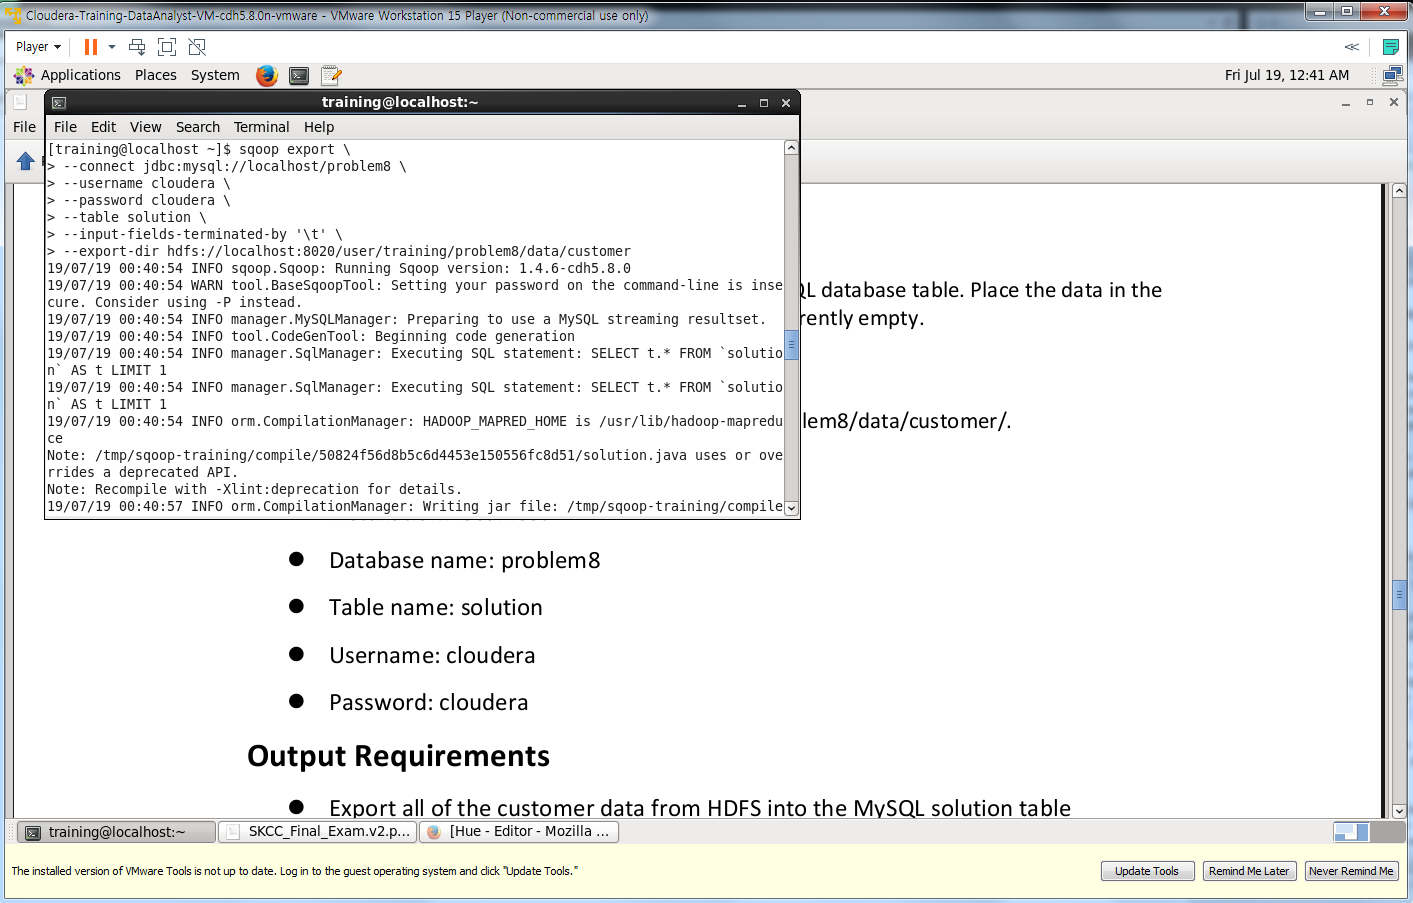 Cloudera-Training-DataAnalyst-VM-cdh5.8.0n-vmware - VMware Workstation 15 Player (Non-commercial use only)
Player
Applications Places System
Fri Jul 19, 12:41 AM
training@localhost:~
File
File Edit View Search Terminal Help
[training@localhost ~]$ sqoop export \
> --connect jdbc:mysql://localhost/problem8 \
> --username cloudera \
> --password cloudera \
> --table solution \
> --input-fields-terminated-by '\t' \
> --export-dir hdfs://localhost:8020/user/training/problem8/data/customer
19/07/19 00:40:54 INFO sqoop.Sqoop: Running Sqoop version: 1.4.6-cdh5.8.0
19/07/19 00:40:54 WARN tool.BaseSqoopTool: Setting your password on the command-line is inse
cure. Consider using -P instead.
19/07/19 00:40:54 INFO manager.MySQLManager: Preparing to use a MySQL streaming resultset.
19/07/19 00:40:54 INFO tool.CodeGenTool: Beginning code generation
19/07/19 00:40:54 INFO manager.SqlManager: Executing SQL statement: SELECT t.* FROM `solutio
n` AS t LIMIT 1
19/07/19 00:40:54 INFO manager.SqlManager: Executing SQL statement: SELECT t.* FROM `solutio
n` AS t LIMIT 1
19/07/19 00:40:54 INFO orm.CompilationManager: HADOOP_MAPRED_HOME is /usr/lib/hadoop-mapredu
ce
Note: /tmp/sqoop-training/compile/50824f56d8b5c6d4453e150556fc8d51/solution.java uses or ove
rrides a deprecated API.
Note: Recompile with -Xlint:deprecation for details.
19/07/19 00:40:57 INFO orm.CompilationManager: Writing jar file: /tmp/sqoop-training/compile
QL database table. Place the data in the
rently empty.
lem8/data/customer/.
● Database name: problem8
● Table name: solution
● Username: cloudera
● Password: cloudera
Output Requirements
● Export all of the customer data from HDFS into the MySQL solution table
training@localhost:~
SKCC_Final_Exam.v2.p...
[Hue - Editor - Mozilla ...
The installed version of VMware Tools is not up to date. Log in to the guest operating system and click "Update Tools."
Update Tools
Remind Me Later
Never Remind Me